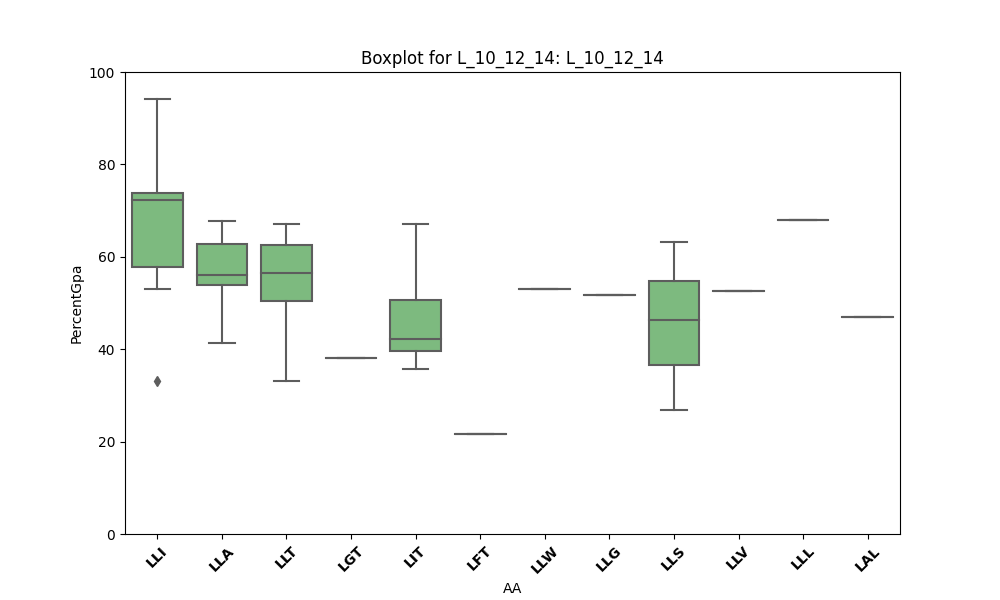 Boxplot for L_10_12_14: L_10_12_14
100
80
60
40
20
0
PercentGpa
LLI LLA LLT LGT LIT LFT LLW LLG LLS LLV LLL LAL
AA